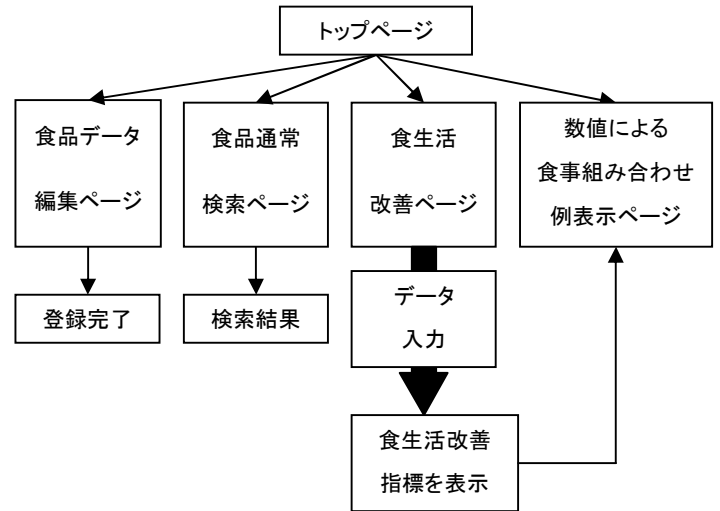 トップページ
食品データ
編集ページ
食品通常
検索ページ
食生活
改善ページ
数値による
食事組み合わせ
例表示ページ
登録完了
検索結果
データ
入力
食生活改善
指標を表示